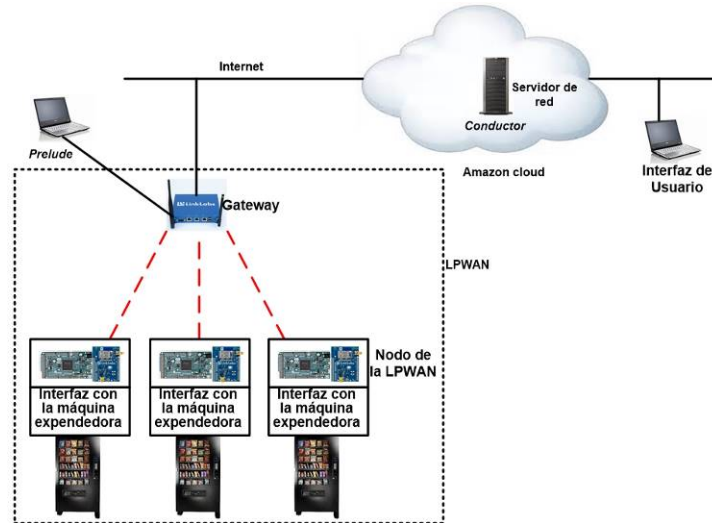 Internet
Servidor de
red
Conductor
Prelude
Amazon cloud
Interfaz de
Usuario
LinkLabs
Gateway
LPWAN
Nodo de
la LPWAN
Interfaz con
la máquina
expendedora
Interfaz con
la máquina
expendedora
Interfaz con
la máquina
expendedora